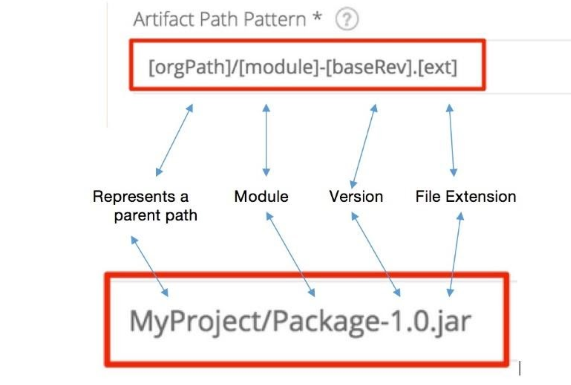 Artifact Path Pattern * ?
[orgPath]/[module]-[baseRev].[ext]
Represents a parent path
Module
Version
File Extension
MyProject/Package-1.0.jar